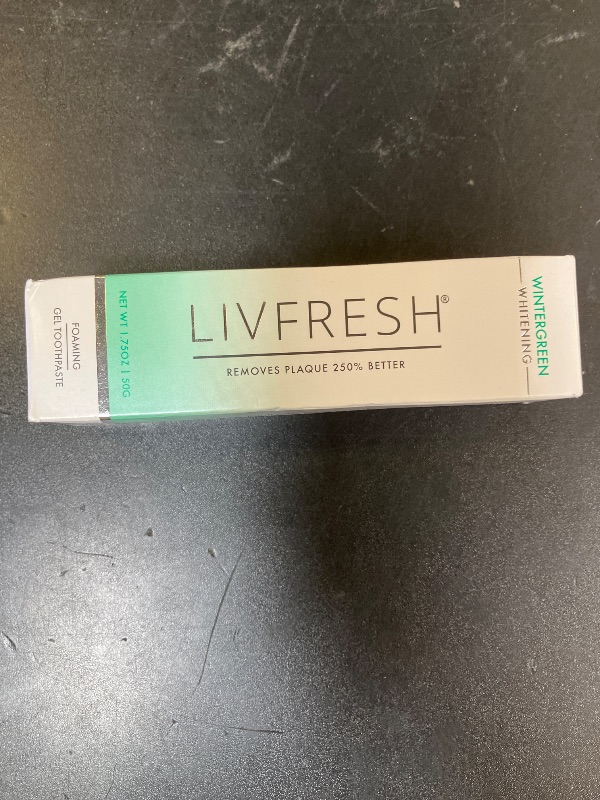 FOAMING
GEL TOOTHPASTE
NET WT 1.75OZ | 50G
LIVFRESH®
REMOVES PLAQUE 250% BETTER
WINTERGREEN
WHITENING